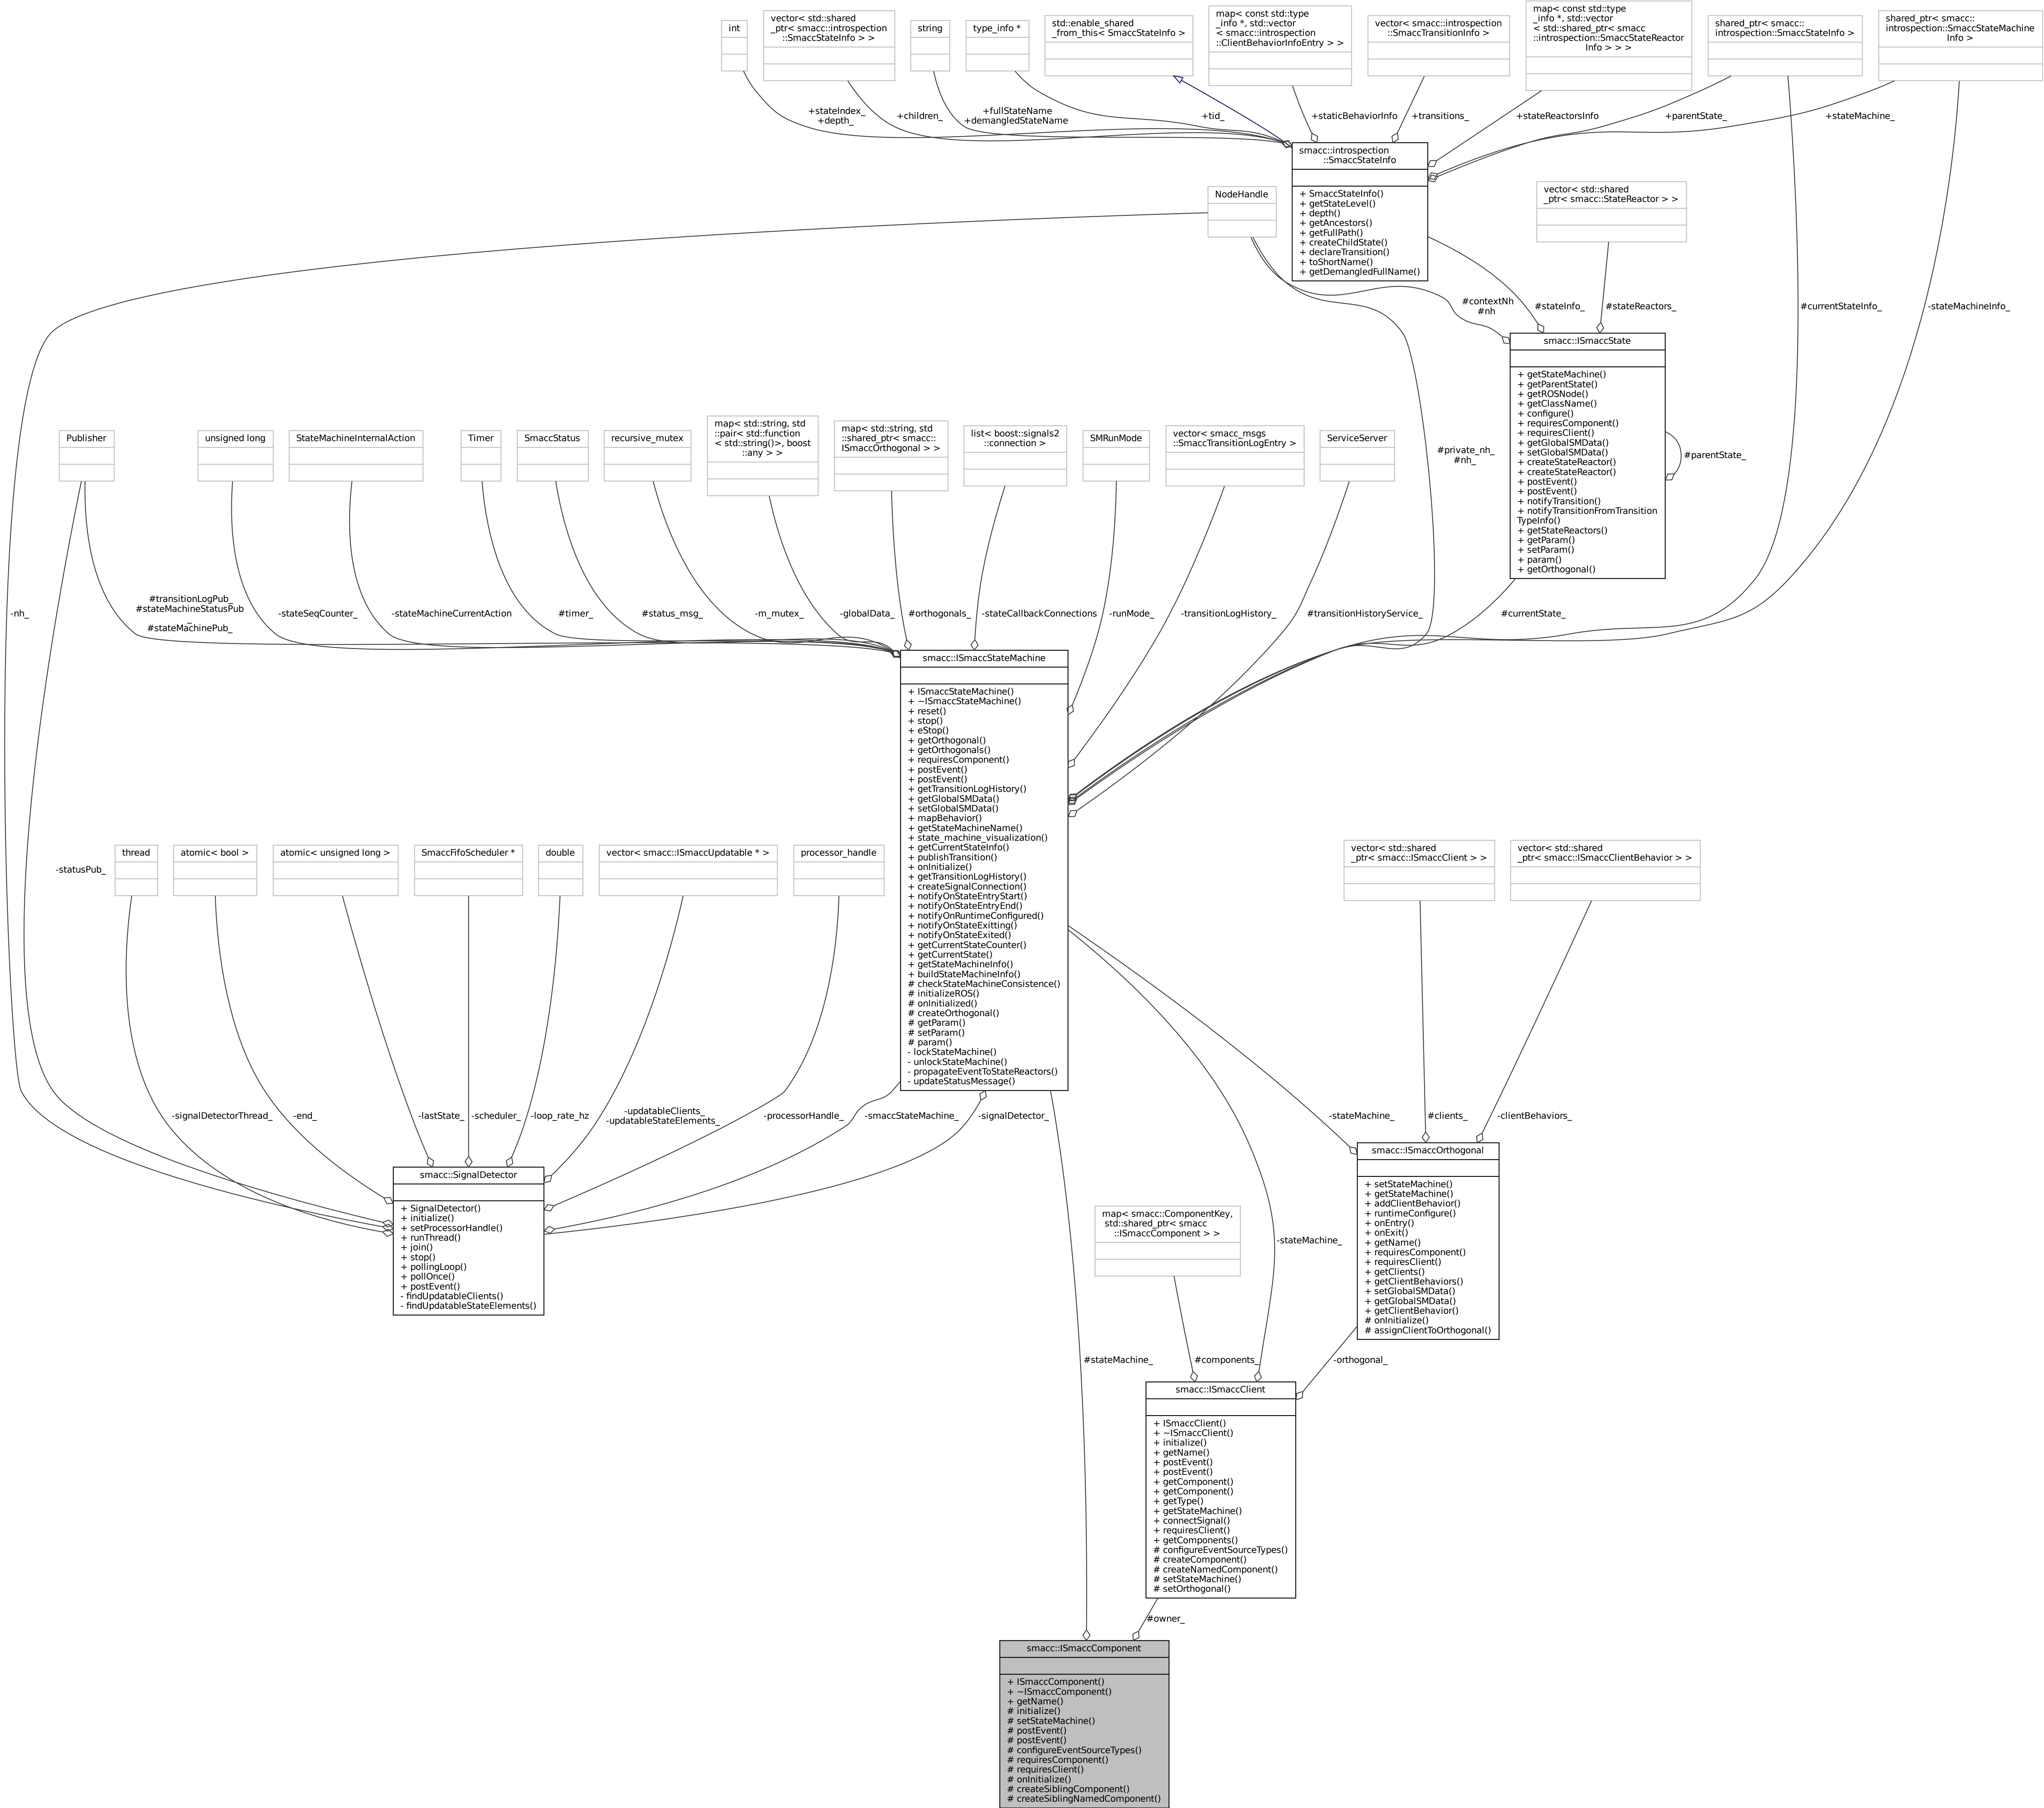 int
vector< std::shared
_ptr< smacc::introspection
::SmaccStateInfo > >
string
type_info *
std::enable_shared
_from_this< SmaccStateInfo >
map< const std::type
_info *, std::vector
< smacc::introspection
::ClientBehaviorInfoEntry > >
vector< smacc::introspection
::SmaccTransitionInfo >
map< const std::type
_info *, std::vector
< std::shared_ptr< smacc
::introspection::SmaccStateReactor
Info > > >
shared_ptr< smacc::
introspection::SmaccStateInfo >
shared_ptr< smacc::
introspection::SmaccStateMachine
Info >
+stateIndex_
+depth_
+children_
+fullStateName
+demangledStateName
+tid_
+staticBehaviorInfo
+transitions_
+stateReactorsInfo
+parentState_
+stateMachine_
smacc::introspection
::SmaccStateInfo
+ SmaccStateInfo()
+ getStateLevel()
+ depth()
+ getAncestors()
+ getFullPath()
+ createChildState()
+ declareTransition()
+ toShortName()
+ getDemangledFullName()
NodeHandle
vector< std::shared
_ptr< smacc::StateReactor > >
#contextNh
#nh
#stateInfo_
#stateReactors_
#currentStateInfo_
-stateMachineInfo_
smacc::ISmaccState
+ getStateMachine()
+ getParentState()
+ getROSNode()
+ getClassName()
+ configure()
+ requiresComponent()
+ requiresClient()
+ getGlobalSMData()
+ setGlobalSMData()
+ createStateReactor()
+ createStateReactor()
+ postEvent()
+ postEvent()
+ notifyTransition()
+ notifyTransitionFromTransition
TypeInfo()
+ getStateReactors()
+ getParam()
+ setParam()
+ param()
+ getOrthogonal()
#parentState_
Publisher
unsigned long
StateMachineInternalAction
Timer
SmaccStatus
recursive_mutex
map< std::string, std
::pair< std::function
< std::string()>, boost
::any > >
map< std::string, std
::shared_ptr< smacc::
ISmaccOrthogonal > >
list< boost::signals2
::connection >
SMRunMode
vector< smacc_msgs
::SmaccTransitionLogEntry >
ServiceServer
#private_nh_
#nh_
-nh_
#transitionLogPub_
#stateMachineStatusPub
_
#stateMachinePub_
-stateSeqCounter_
-stateMachineCurrentAction
#timer_
#status_msg_
-m_mutex_
-globalData_
#orthogonals_
-stateCallbackConnections
-runMode_
-transitionLogHistory_
#transitionHistoryService_
#currentState_
smacc::ISmaccStateMachine
+ ISmaccStateMachine()
+ ~ISmaccStateMachine()
+ reset()
+ stop()
+ eStop()
+ getOrthogonal()
+ getOrthogonals()
+ requiresComponent()
+ postEvent()
+ postEvent()
+ getTransitionLogHistory()
+ getGlobalSMData()
+ setGlobalSMData()
+ mapBehavior()
+ getStateMachineName()
+ state_machine_visualization()
+ getCurrentStateInfo()
+ publishTransition()
+ onInitialize()
+ getTransitionLogHistory()
+ createSignalConnection()
+ notifyOnStateEntryStart()
+ notifyOnStateEntryEnd()
+ notifyOnRuntimeConfigured()
+ notifyOnStateExitting()
+ notifyOnStateExited()
+ getCurrentStateCounter()
+ getCurrentState()
+ getStateMachineInfo()
+ buildStateMachineInfo()
# checkStateMachineConsistence()
# initializeROS()
# onInitialized()
# createOrthogonal()
# getParam()
# setParam()
# param()
- lockStateMachine()
- unlockStateMachine()
- propagateEventToStateReactors()
- updateStatusMessage()
-statusPub_
thread
atomic< bool >
atomic< unsigned long >
SmaccFifoScheduler *
double
vector< smacc::ISmaccUpdatable * >
processor_handle
vector< std::shared
_ptr< smacc::ISmaccClient > >
vector< std::shared
_ptr< smacc::ISmaccClientBehavior > >
-signalDetectorThread_
-end_
-lastState_
-scheduler_
-loop_rate_hz
-updatableClients_
-updatableStateElements_
-processorHandle_
-smaccStateMachine_
-signalDetector_
-stateMachine_
#clients_
-clientBehaviors_
smacc::SignalDetector
+ SignalDetector()
+ initialize()
+ setProcessorHandle()
+ runThread()
+ join()
+ stop()
+ pollingLoop()
+ pollOnce()
+ postEvent()
- findUpdatableClients()
- findUpdatableStateElements()
smacc::ISmaccOrthogonal
+ setStateMachine()
+ getStateMachine()
+ addClientBehavior()
+ runtimeConfigure()
+ onEntry()
+ onExit()
+ getName()
+ requiresComponent()
+ requiresClient()
+ getClients()
+ getClientBehaviors()
+ setGlobalSMData()
+ getGlobalSMData()
+ getClientBehavior()
# onInitialize()
# assignClientToOrthogonal()
map< smacc::ComponentKey,
std::shared_ptr< smacc
::ISmaccComponent > >
-stateMachine_
#stateMachine_
#components_
-orthogonal_
smacc::ISmaccClient
+ ISmaccClient()
+ ~ISmaccClient()
+ initialize()
+ getName()
+ postEvent()
+ postEvent()
+ getComponent()
+ getComponent()
+ getType()
+ getStateMachine()
+ connectSignal()
+ requiresClient()
+ getComponents()
# configureEventSourceTypes()
# createComponent()
# createNamedComponent()
# setStateMachine()
# setOrthogonal()
#owner_
smacc::ISmaccComponent
+ ISmaccComponent()
+ ~ISmaccComponent()
+ getName()
# initialize()
# setStateMachine()
# postEvent()
# postEvent()
# configureEventSourceTypes()
# requiresComponent()
# requiresClient()
# onInitialize()
# createSiblingComponent()
# createSiblingNamedComponent()